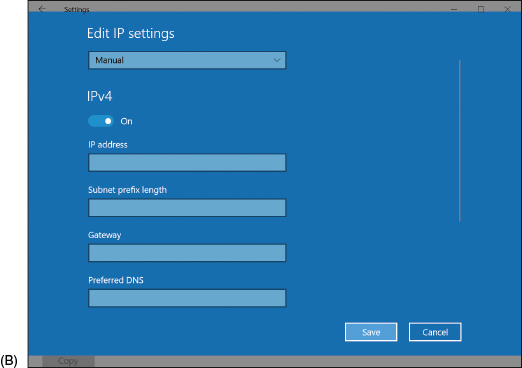 Settings
Edit IP settings
Manual
IPv4
On
IP address
Subnet prefix length
Gateway
Preferred DNS
Save Cancel
(B) Copy